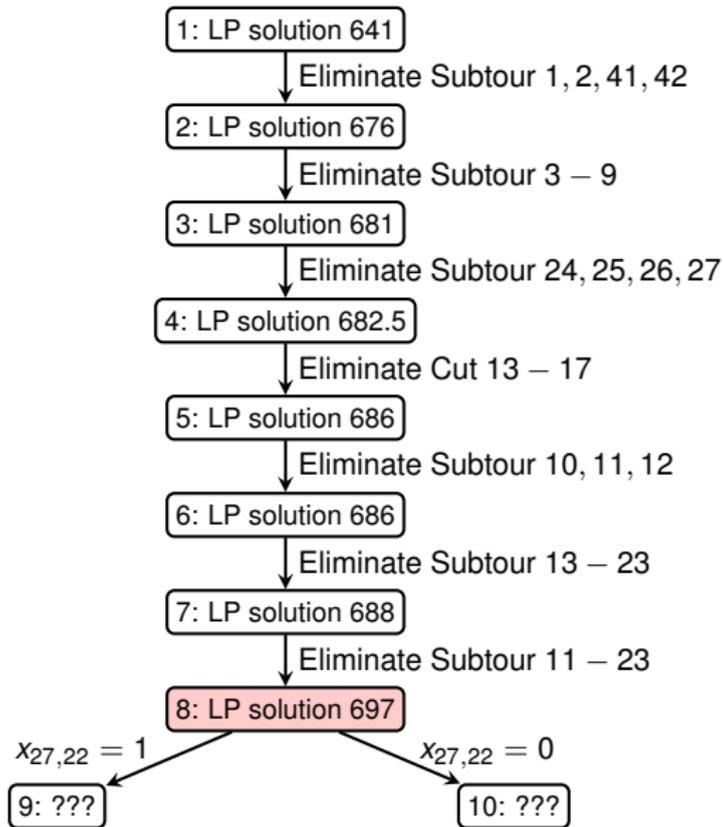 1: LP solution 641
Eliminate Subtour 1, 2, 41, 42
2: LP solution 676
Eliminate Subtour 3 − 9
3: LP solution 681
Eliminate Subtour 24, 25, 26, 27
4: LP solution 682.5
Eliminate Cut 13 − 17
5: LP solution 686
Eliminate Subtour 10, 11, 12
6: LP solution 686
Eliminate Subtour 13 − 23
7: LP solution 688
Eliminate Subtour 11 − 23
8: LP solution 697
x27,22 = 1 x27,22 = 0
9: ??? 10: ???